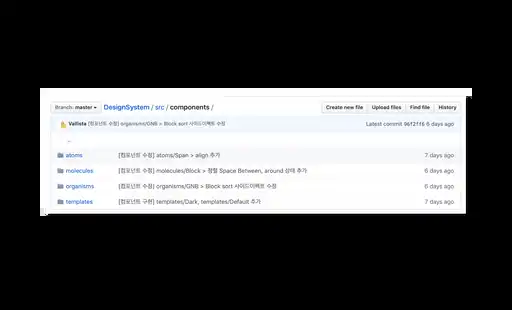 Branch: master DesignSystem / src / components / Create new file Upload files Find file History
Vallista [컴포넌트 수정] organisms/GNB > Block sort 사이드이펙트 수정 Latest commit 96f2ff6 6 days ago
..
atoms [컴포넌트 수정] atoms/Span > align 추가 7 days ago
molecules [컴포넌트 수정] molecules/Block > 정렬 Space Between, around 상태 추가 6 days ago
organisms [컴포넌트 수정] organisms/GNB > Block sort 사이드이펙트 수정 6 days ago
templates [컴포넌트 구현] templates/Dark, templates/Default 추가 7 days ago